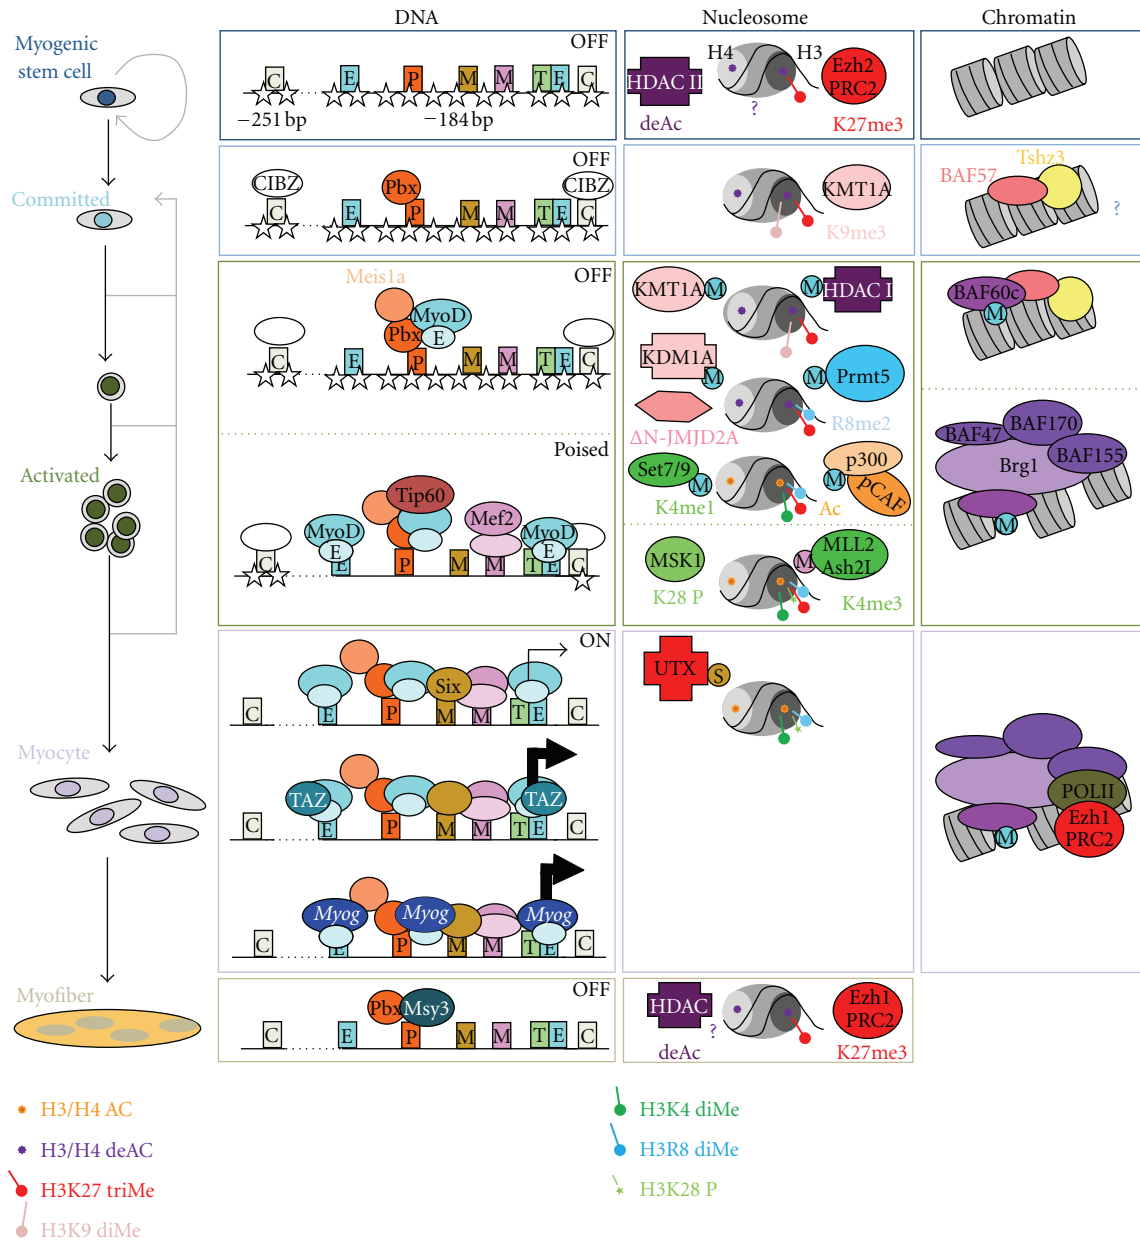 DNA
Nucleosome
Chromatin
Myogenic
stem cell
OFF
C E P M M T E C
−251 bp
−184 bp
HDAC II
deAc
H4
H3
?
Ezh2
PRC2
K27me3
Committed
OFF
CIBZ
Pbx
CIBZ
C E P M M T E C
KMT1A
K9me3
BAF57
Tshz3
?
Meis1a
OFF
Pbx
MyoD
E
C E P M M T E C
KMT1A
M
M
HDAC I
KDM1A
M
M
Prmt5
ΔN-JMJD2A
R8me2
BAF60c
M
Activated
Poised
Tip60
MyoD
E
Mef2
MyoD
E
C E P M M T E C
Set7/9
M
K4me1
p300
M
pCAF
Ac
MSK1
K28 P
M
MLL2
Ash2L
K4me3
BAF47
BAF170
BAF155
Brg1
M
Myocyte
ON
Six
C E P M M T E C
TAZ
TAZ
C E P M M T E C
Myog
Myog
Myog
C E P M M T E C
UTX
S
POLII
Ezh1
PRC2
M
Myofiber
OFF
Pbx
Msy3
C E P M M T E C
HDAC
?
deAc
Ezh1
PRC2
K27me3
H3/H4 AC
H3/H4 deAC
H3K27 triMe
H3K9 diMe
H3K4 diMe
H3R8 diMe
H3K28 P